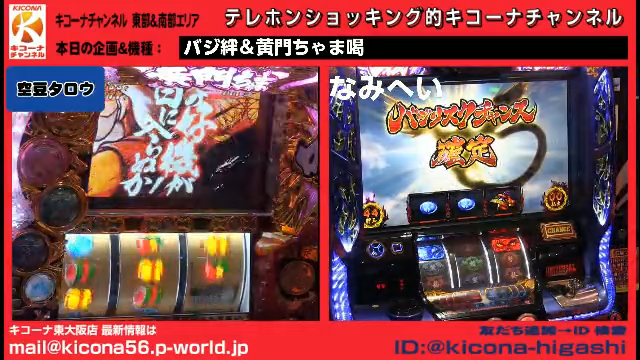 KICONA
キコーナ
チャンネル
キコーナチャンネル 東部&南部エリア
テレホンショッキング的キコーナチャンネル
本日の企画&機種：
バジ絆&黄門ちゃま喝
空豆タロウ
なみへい
バジリスクチャンス
確定
CHANCE
キコーナ東大阪店 最新情報は
mail@kicona56.p-world.jp
友だち追加→ID 検索
ID:@kicona-higashi